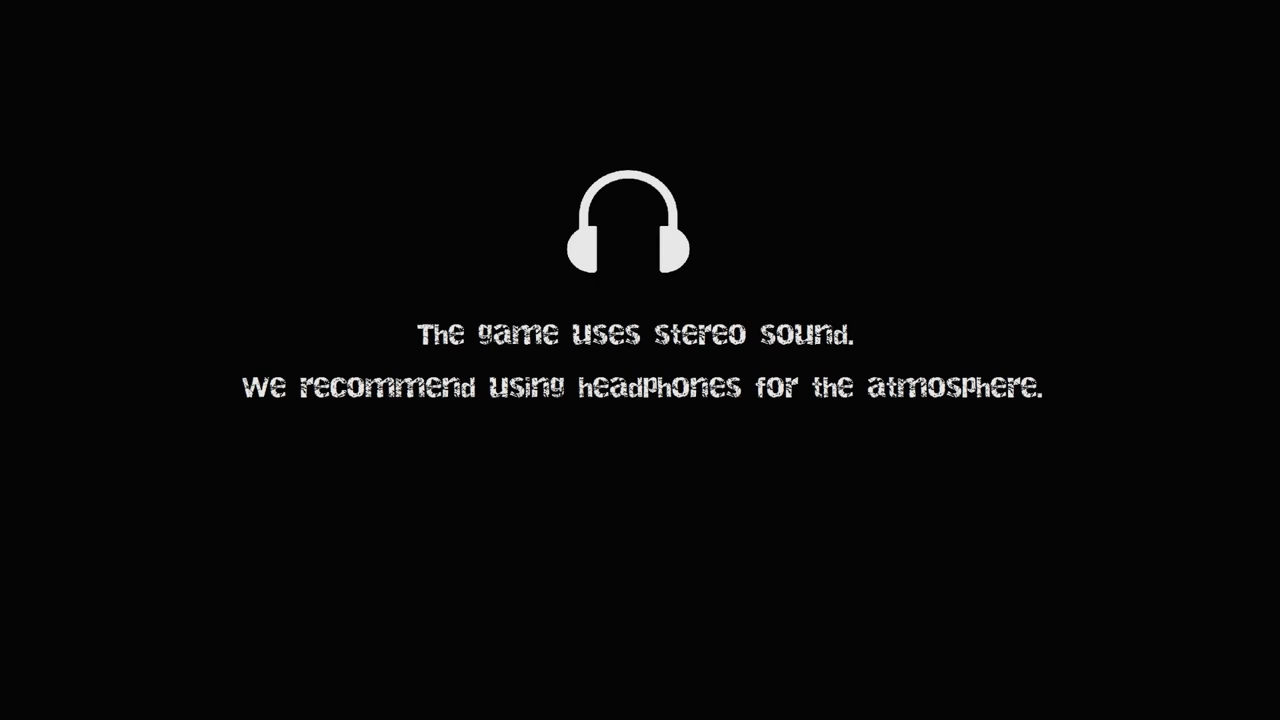 The game uses stereo sound.
We recommend using headphones for the atmosphere.